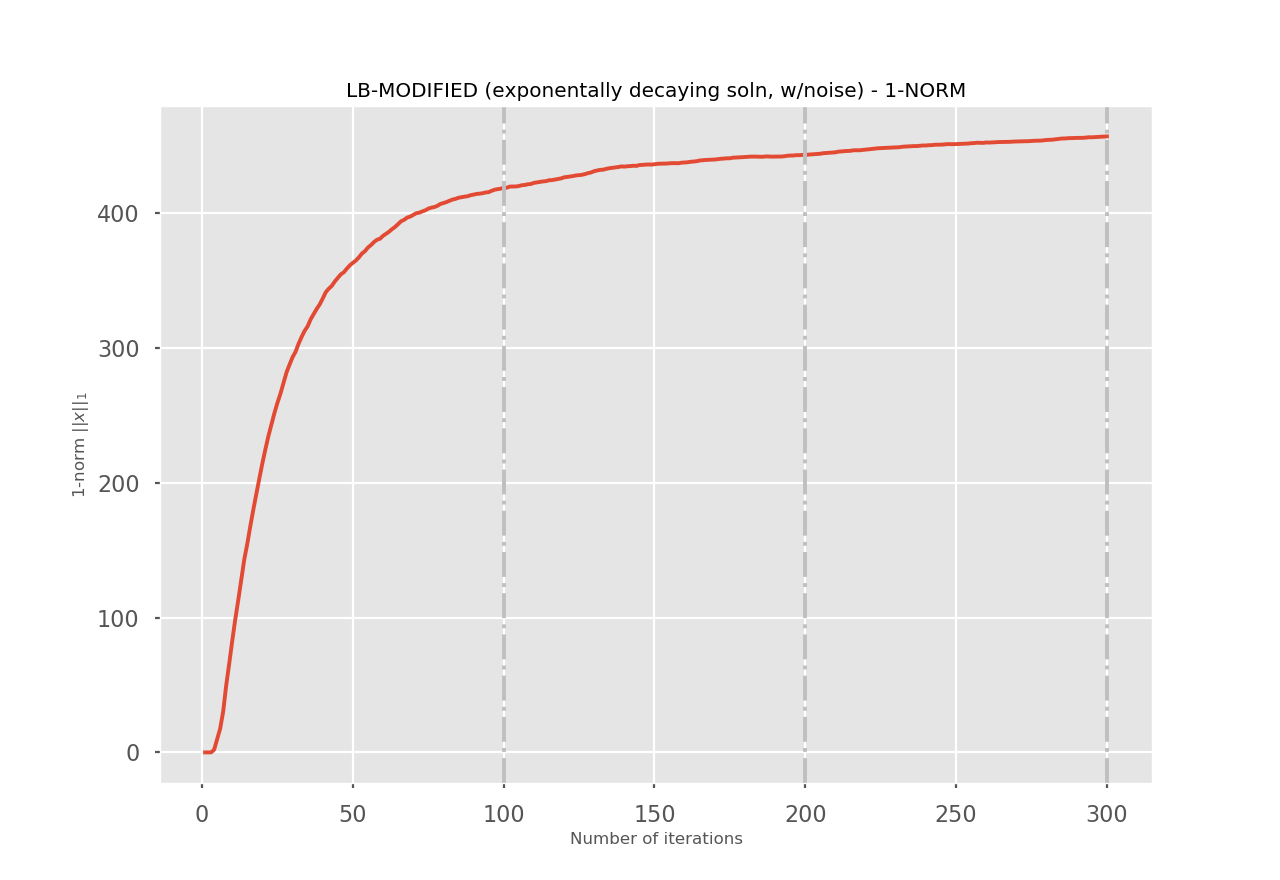 LB-MODIFIED (exponentially decaying soln, w/noise) - 1-NORM
1-norm ||x||₁
400
300
200
100
0
0 50 100 150 200 250 300
Number of iterations